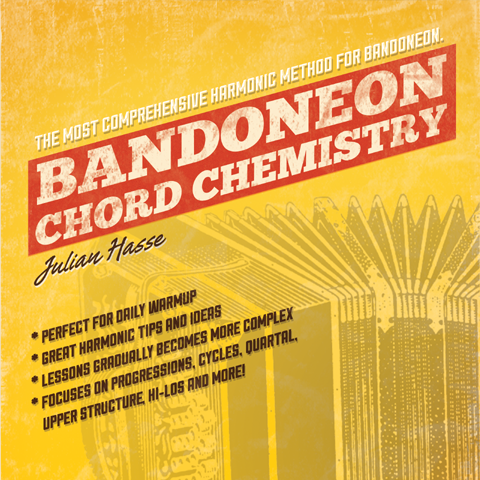 THE MOST COMPREHENSIVE HARMONIC METHOD FOR BANDONEON.
BANDONEON
CHORD CHEMISTRY
Julian Hasse
* PERFECT FOR DAILY WARMUP
* GREAT HARMONIC TIPS AND IDEAS
* LESSONS GRADUALLY BECOMES MORE COMPLEX
* FOCUSES ON PROGRESSIONS, CYCLES, QUARTAL,
UPPER STRUCTURE, HI-LOS AND MORE!